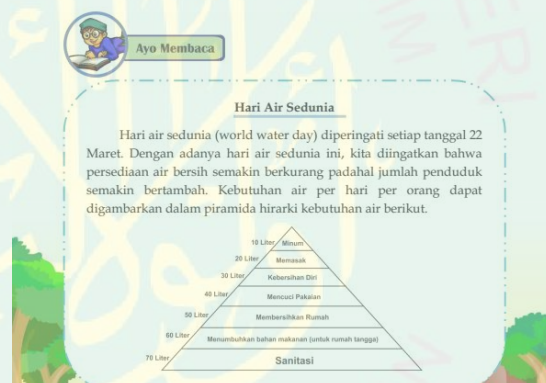 Ayo Membaca
Hari Air Sedunia
Hari air sedunia (world water day) diperingati setiap tanggal 22
Maret. Dengan adanya hari air sedunia ini, kita diingatkan bahwa
persediaan air bersih semakin berkurang padahal jumlah penduduk
semakin bertambah. Kebutuhan air per hari per orang dapat
digambarkan dalam piramida hirarki kebutuhan air berikut.
10 Liter Minum
20 Liter Memasak
30 Liter Kebersihan Diri
40 Liter Mencuci Pakaian
50 Liter Membersihkan Rumah
60 Liter Menumbuhkan bahan makanan (untuk rumah tangga)
70 Liter Sanitasi